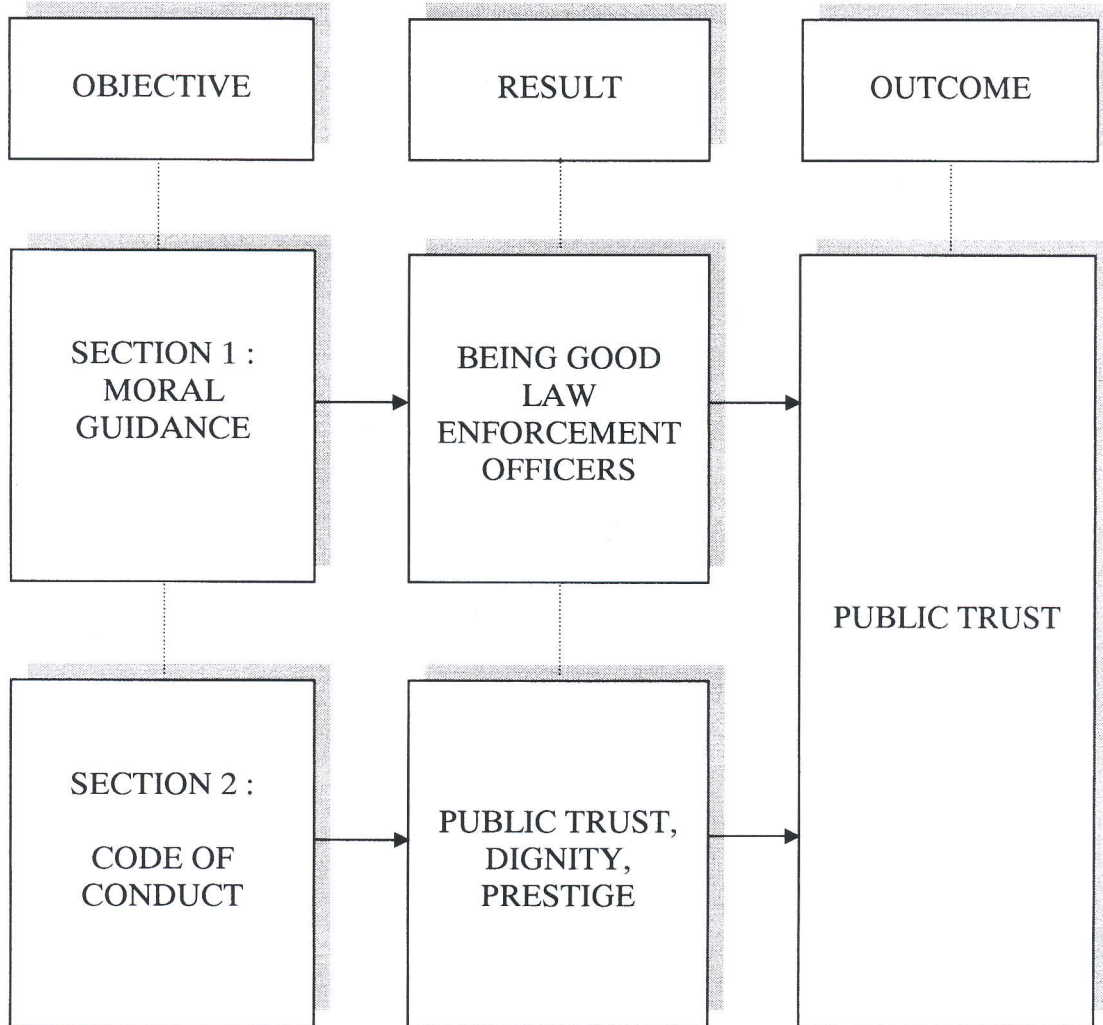 OBJECTIVE
RESULT
OUTCOME
SECTION 1 :
MORAL
GUIDANCE
BEING GOOD
LAW
ENFORCEMENT
OFFICERS
PUBLIC TRUST
SECTION 2 :
CODE OF
CONDUCT
PUBLIC TRUST,
DIGNITY,
PRESTIGE